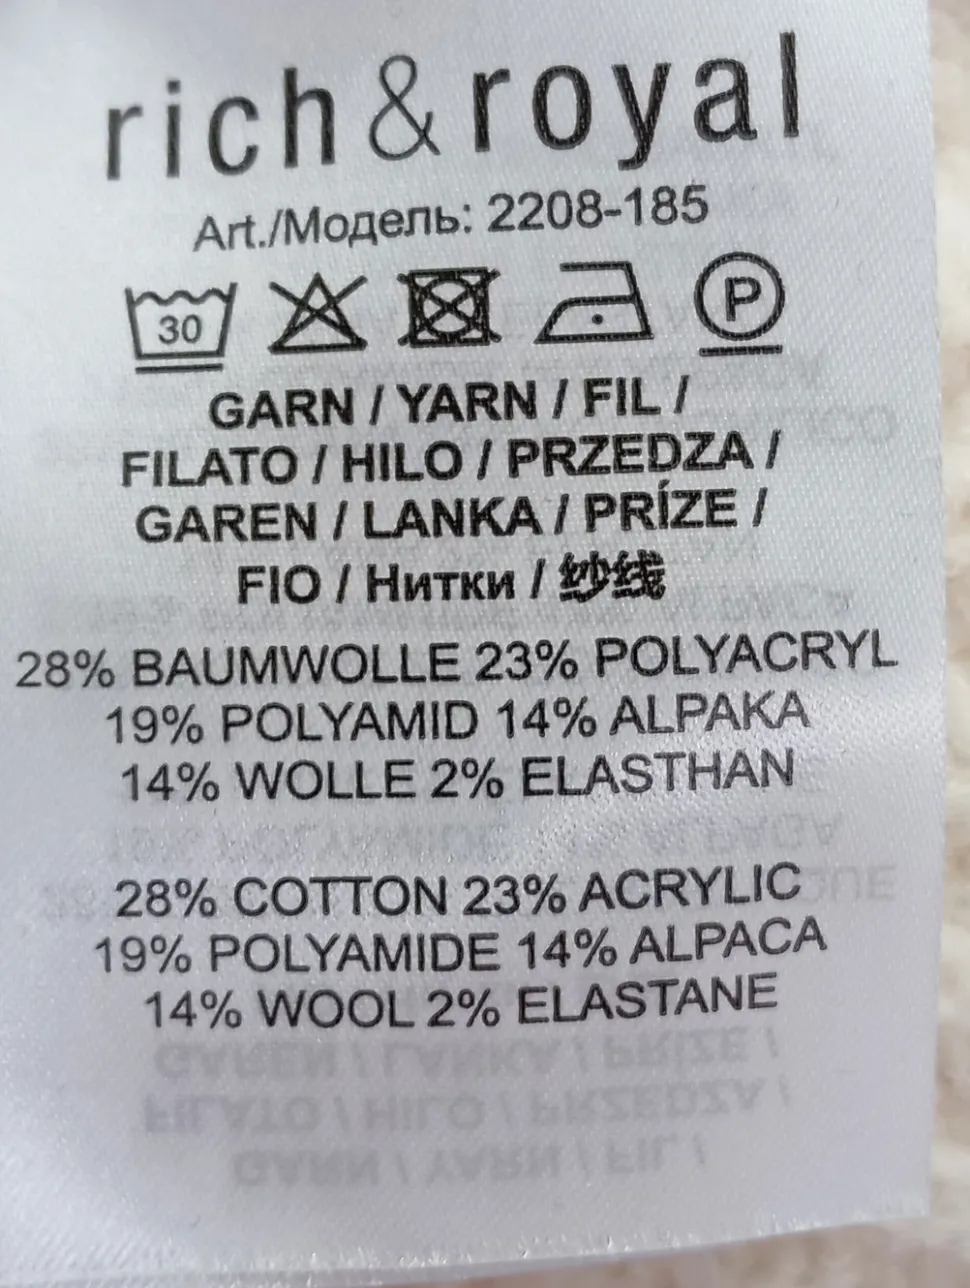 rich & royal
Art./Модель: 2208-185
30 P
GARN / YARN / FIL /
FILATO / HILO / PRZEDZA /
GAREN / LANKA / PRÍZE /
FIO / Нитки / 纱线
28% BAUMWOLLE 23% POLYACRYL
19% POLYAMID 14% ALPAKA
14% WOLLE 2% ELASTHAN
28% COTTON 23% ACRYLIC
19% POLYAMIDE 14% ALPACA
14% WOOL 2% ELASTANE